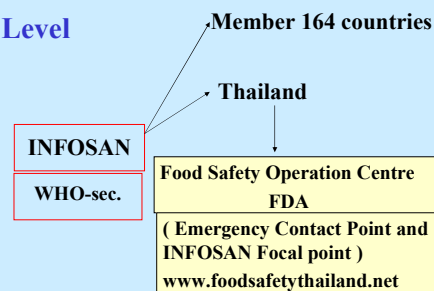 Level
Member 164 countries
Thailand
INFOSAN
WHO-sec.
Food Safety Operation Centre
FDA
( Emergency Contact Point and
INFOSAN Focal point )
www.foodsafetythailand.net